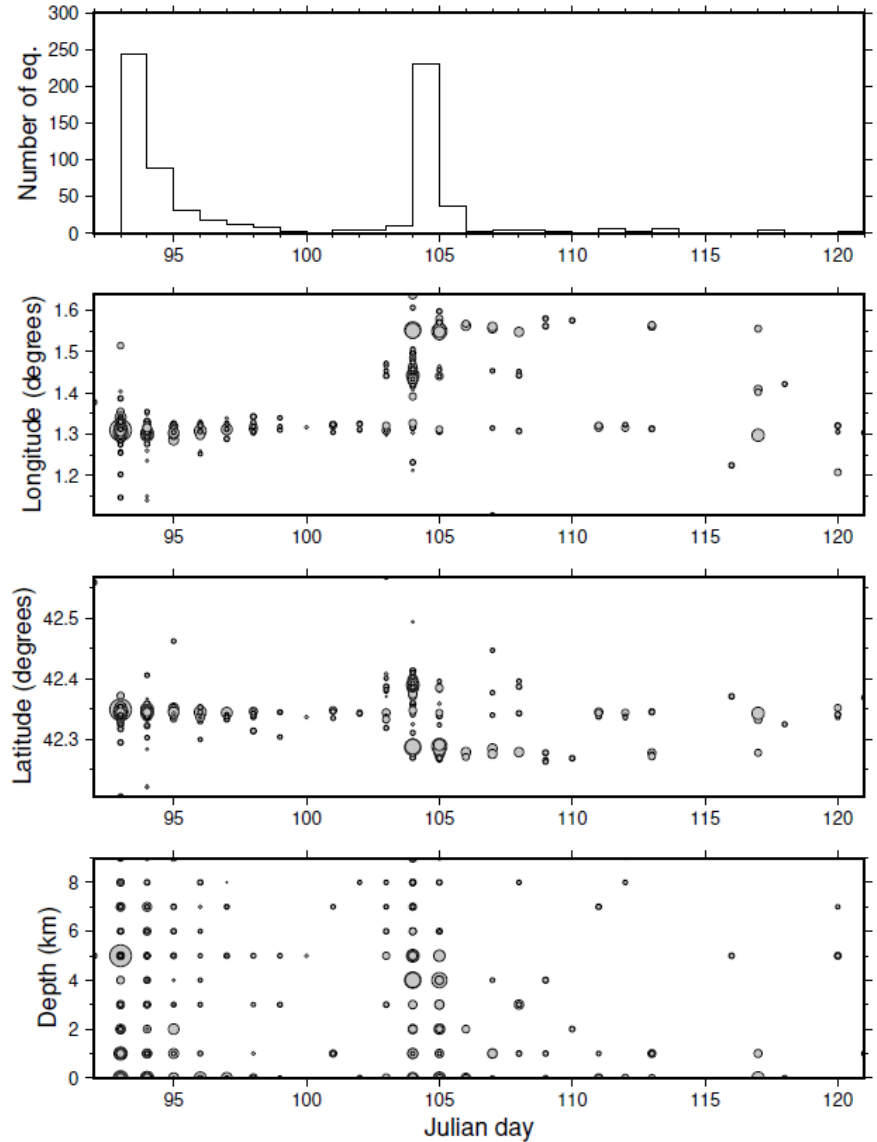 300
250
200
150
100
50
0
Number of eq.
95 100 105 110 115 120
1.6
1.5
1.4
1.3
1.2
Longitude (degrees)
95 100 105 110 115 120
42.5
42.4
42.3
Latitude (degrees)
95 100 105 110 115 120
8
6
4
2
0
Depth (km)
95 100 105 110 115 120
Julian day